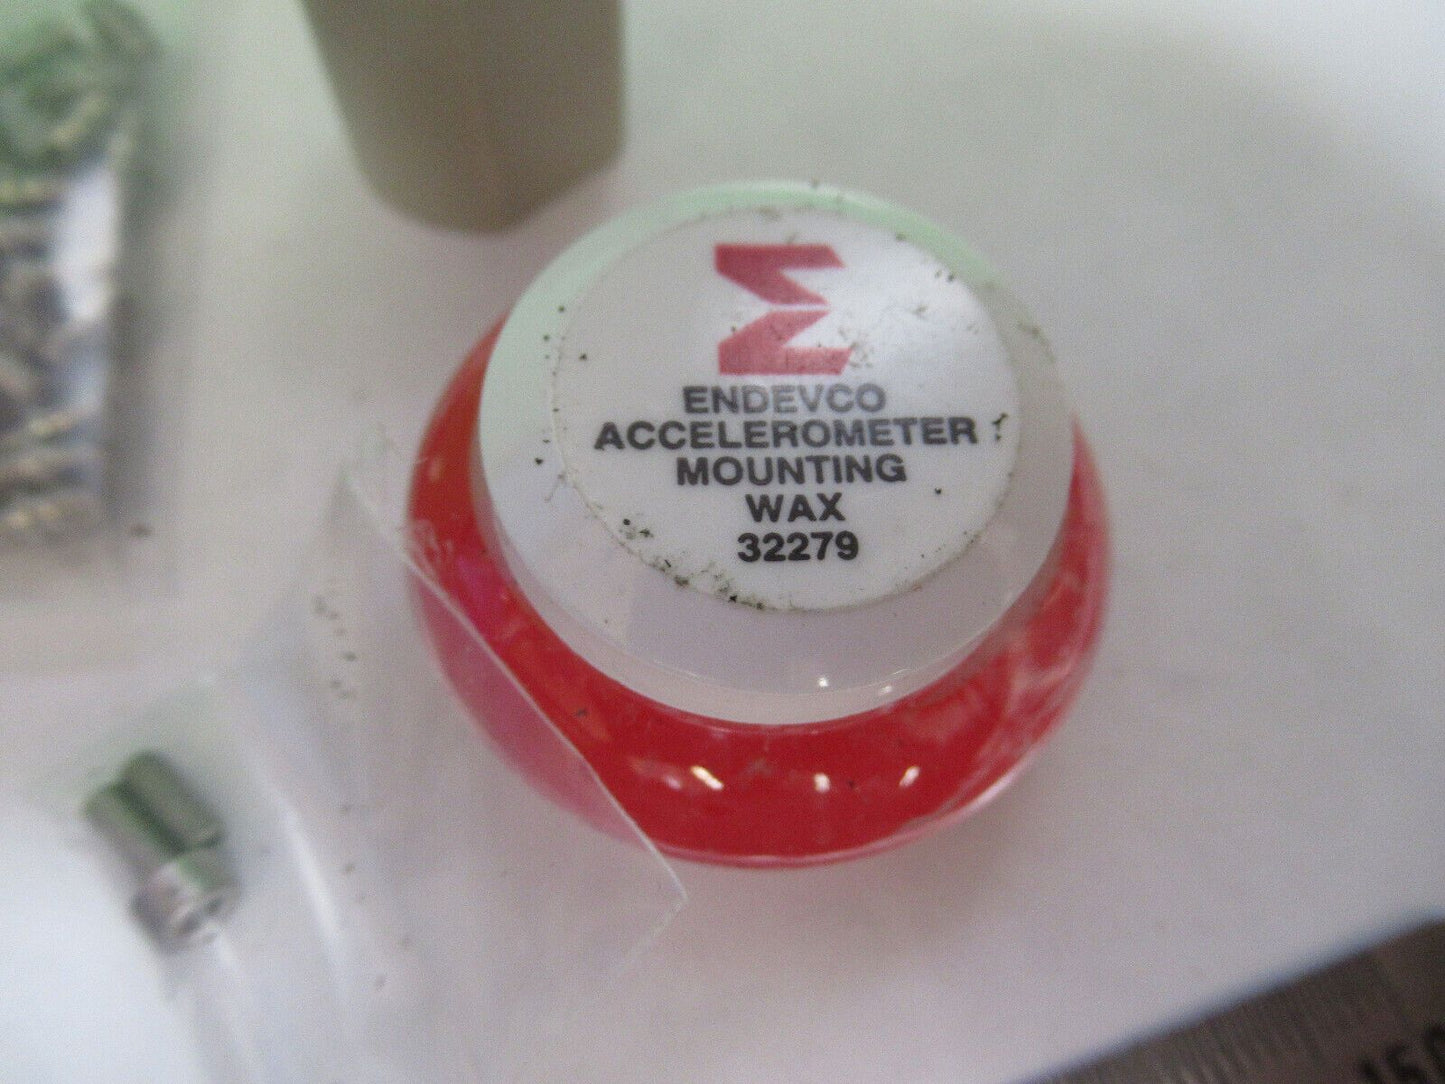 ENDEVCO
ACCELEROMETER
MOUNTING
WAX
32279